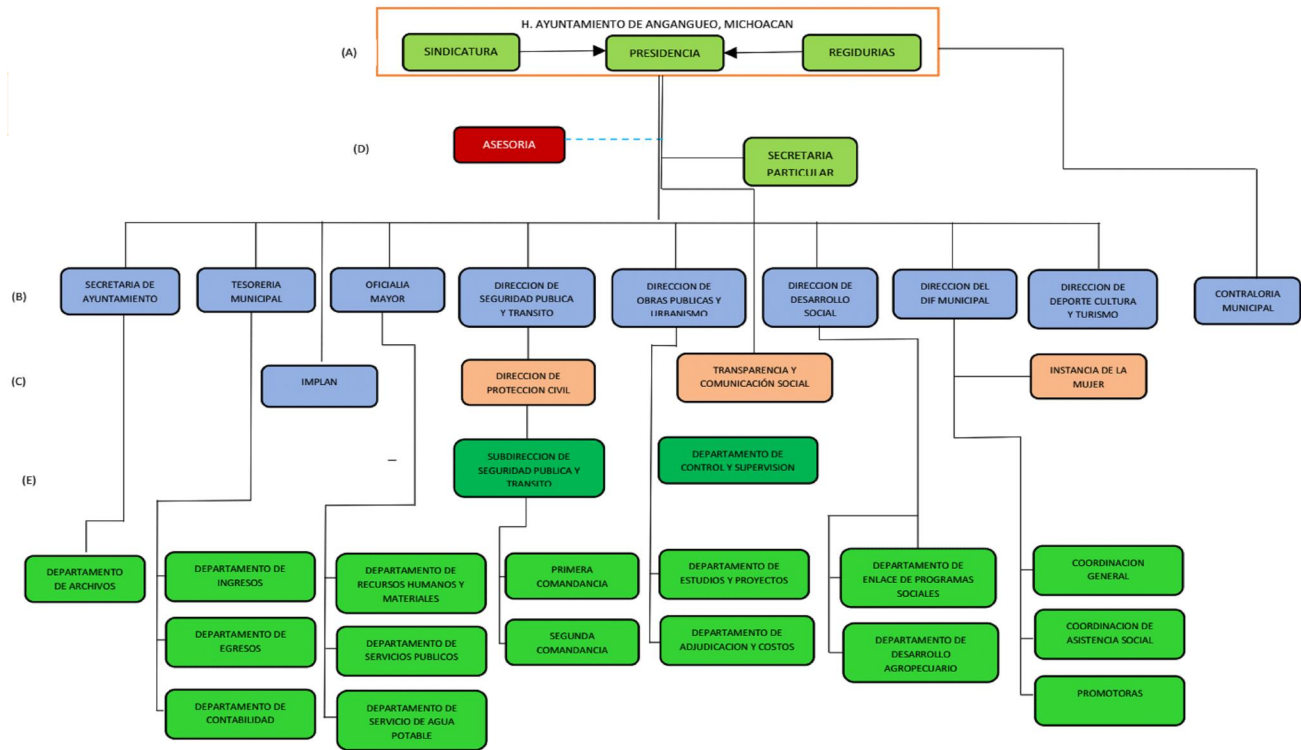 H. AYUNTAMIENTO DE ANGANGUEO, MICHOACAN
(A)
SINDICATURA
PRESIDENCIA
REGIDURIAS
(D)
ASESORIA
SECRETARIA
PARTICULAR
(B)
SECRETARIA DE
AYUNTAMIENTO
TESORERIA
MUNICIPAL
OFICIALIA
MAYOR
DIRECCION DE
SEGURIDAD PUBLICA
Y TRANSITO
DIRECCION DE
OBRAS PUBLICAS Y
URBANISMO
DIRECCION DE
DESARROLLO
SOCIAL
DIRECCION DEL
DIF MUNICIPAL
DIRECCION DE
DEPORTE CULTURA
Y TURISMO
CONTRALORIA
MUNICIPAL
(C)
IMPLAN
DIRECCION DE
PROTECCION CIVIL
TRANSPARENCIA Y
COMUNICACIÓN SOCIAL
INSTANCIA DE LA
MUJER
(E)
SUBDIRECCION DE
SEGURIDAD PUBLICA Y
TRANSITO
DEPARTAMENTO DE
CONTROL Y SUPERVISION
DEPARTAMENTO
DE ARCHIVOS
DEPARTAMENTO DE
INGRESOS
DEPARTAMENTO DE
RECURSOS HUMANOS Y
MATERIALES
PRIMERA
COMANDANCIA
DEPARTAMENTO DE
ESTUDIOS Y PROYECTOS
DEPARTAMENTO DE
ENLACE DE PROGRAMAS
SOCIALES
COORDINACION
GENERAL
DEPARTAMENTO DE
EGRESOS
DEPARTAMENTO DE
SERVICIOS PUBLICOS
SEGUNDA
COMANDANCIA
DEPARTAMENTO DE
ADJUDICACION Y COSTOS
DEPARTAMENTO DE
DESARROLLO
AGROPECUARIO
COORDINACION DE
ASISTENCIA SOCIAL
DEPARTAMENTO DE
CONTABILIDAD
DEPARTAMENTO DE
SERVICIO DE AGUA
POTABLE
PROMOTORAS